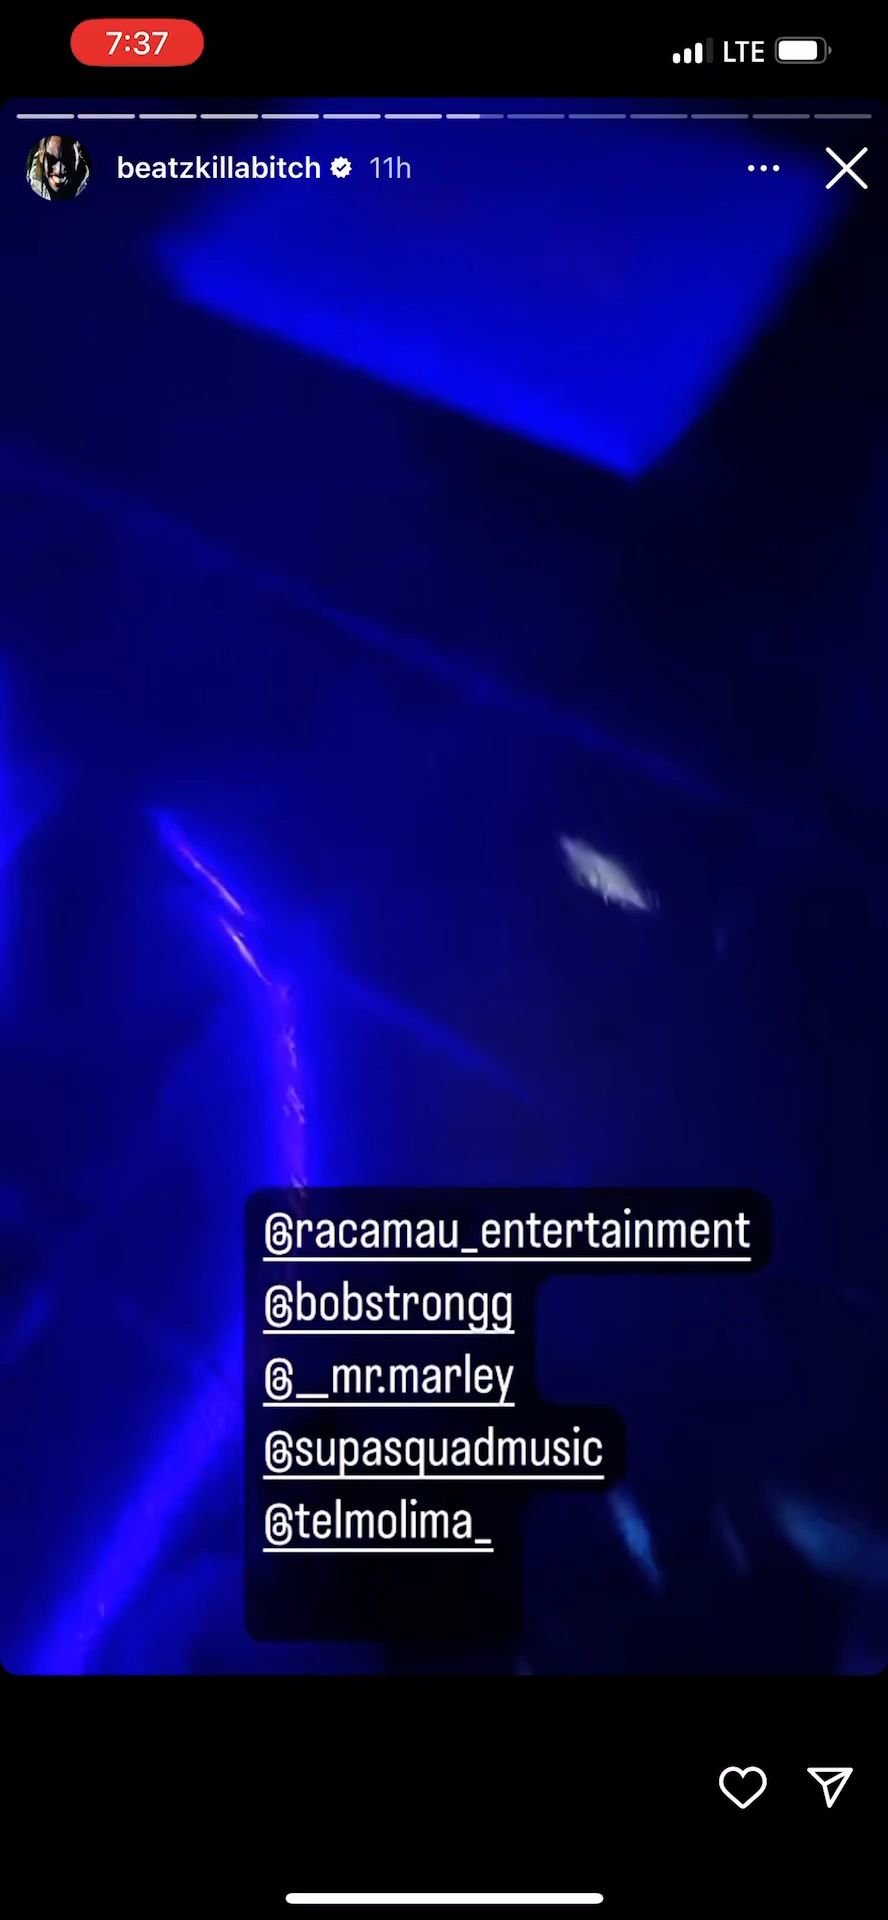 7:37 LTE
beatzkillabitch 11h
@racamau_entertainment
@bobstrongg
@__mr.marley
@supasquadmusic
@telmolima_